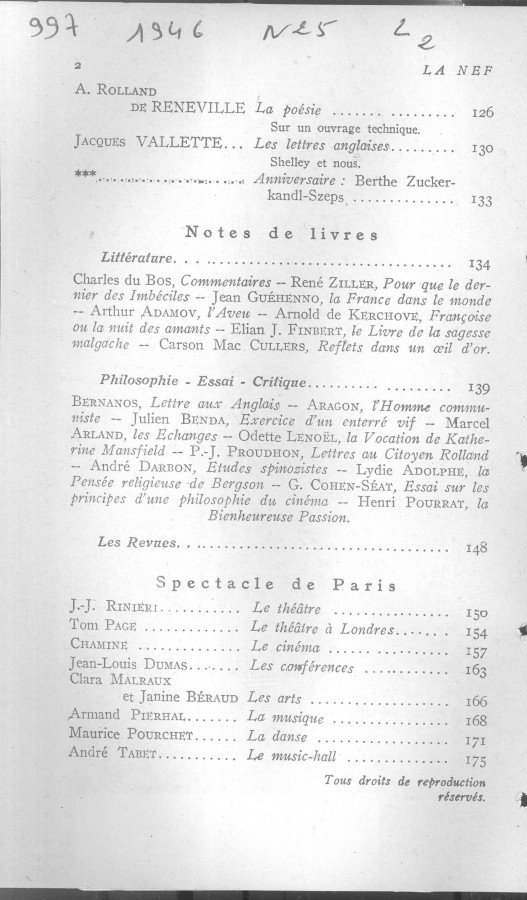 997 1946 N25 2 2
2 LA NEF
A. ROLLAND
DE RENEVILLE La poésie ....... ......... 126
Sur un ouvrage technique.
JACQUES VALLETTE... Les lettres anglaises......... 130
Shelley et nous.
***........................ Anniversaire : Berthe Zucker-
kandl-Szeps .............. 133
Notes de livres
Littérature. . . .................................. 134
Charles du Bos, Commentaires -- René ZILLER, Pour que le der-
nier des Imbéciles -- Jean GUÉHENNO, la France dans le monde
-- Arthur ADAMOV, l'Aveu -- Arnold de KERCHOVE, Françoise
ou la nuit des amants -- Elian J. FINBERT, le Livre de la sagesse
malgache -- Carson Mac CULLERS, Reflets dans un œil d'or.
Philosophie - Essai - Critique.......... ......... 139
BERNANOS, Lettre aux Anglais -- ARAGON, l'Homme commu-
niste -- Julien BENDA, Exercice d'un enterré vif -- Marcel
ARLAND, les Echanges -- Odette LENOËL, la Vocation de Kathe-
rine Mansfield -- P.-J. PROUDHON, Lettres au Citoyen Rolland
-- André DARBON, Etudes spinozistes -- Lydie ADOLPHE, la
Pensée religieuse de Bergson -- G. COHEN-SÉAT, Essai sur les
principes d'une philosophie du cinéma -- Henri POURRAT, la
Bienheureuse Passion.
Les Revues. . .................................. 148
Spectacle de Paris
J.-J. RINIERI........... Le théâtre ................ 150
Tom PAGE ............. Le théâtre à Londres....... 154
CHAMINE .............. Le cinéma ................ 157
Jean-Louis DUMAS....... Les conférences ............ 163
Clara MALRAUX
et Janine BÉRAUD Les arts ................... 166
Armand PIERHAL....... La musique ................ 168
Maurice POURCHET...... La danse .................. 171
André TABET........... Le music-hall .............. 175
Tous droits de reproduction
réservés.